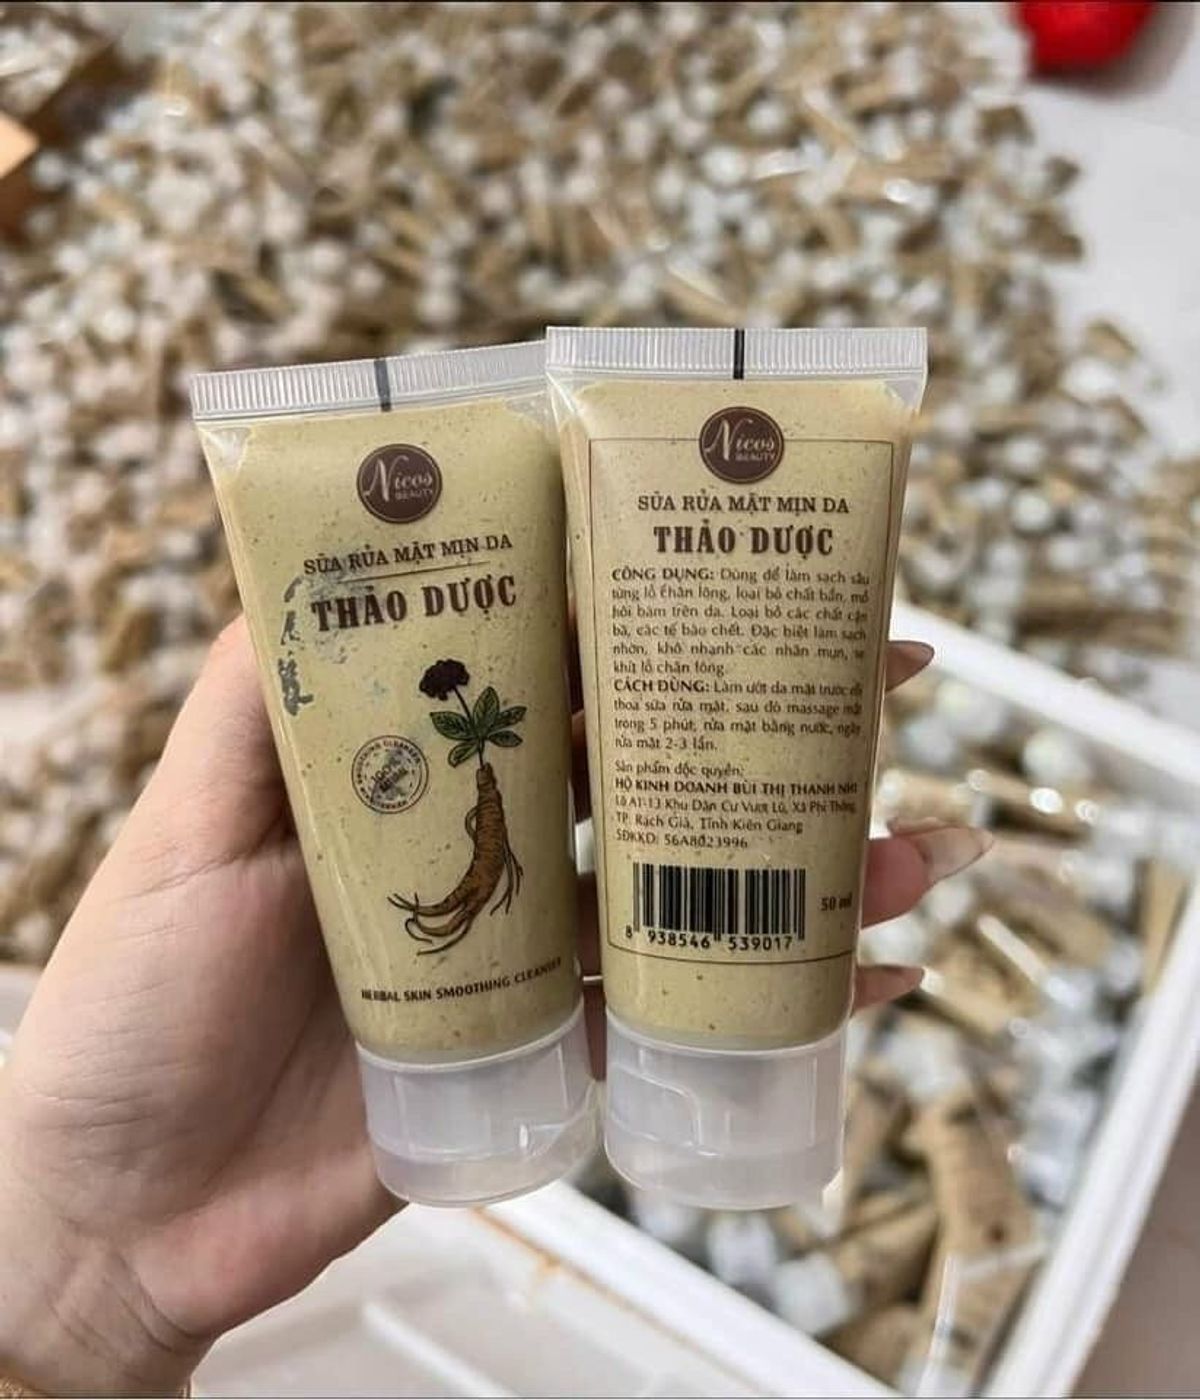 Nicos
BEAUTY
SỮA RỬA MẶT MỊN DA
THẢO DƯỢC
100%
HERBAL SKIN SMOOTHING CLEANSER
Nicos
BEAUTY
SỮA RỬA MẶT MỊN DA
THẢO DƯỢC
CÔNG DỤNG: Dùng để làm sạch sâu
từng lỗ chân lông, loại bỏ chất bẩn, mồ
hôi bám trên da. Loại bỏ các chất cặn
bã, các tế bào chết. Đặc biệt làm sạch
nhờn, khô nhanh các nhân mụn, se
khít lỗ chân lông.
CÁCH DÙNG: Làm ướt da mặt trước rồi
thoa sữa rửa mặt, sau đó massage mặt
trong 5 phút, rửa mặt bằng nước, ngày
rửa mặt 2-3 lần.
Sản phẩm độc quyền:
HỘ KINH DOANH BÙI THỊ THANH NHI
Lô A1-13 Khu Dân Cư Vượt Lũ, Xã Phi Thông,
TP. Rạch Giá, Tỉnh Kiên Giang
SĐKKD: 56A8023996
50 ml
8 938546 539017